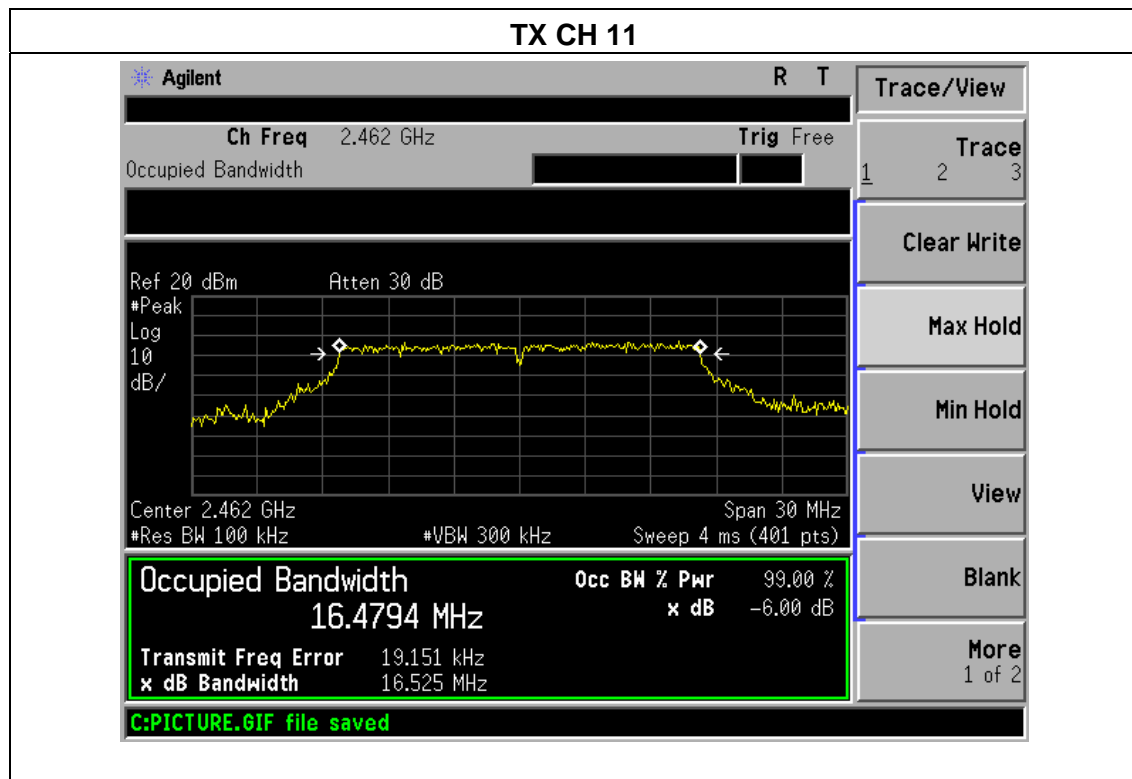 TX CH 11
Agilent R T
Trace/View
Ch Freq 2.462 GHz Trig Free
Occupied Bandwidth
Trace
1 2 3
Clear Write
Ref 20 dBm Atten 30 dB
#Peak
Log
10
dB/
Max Hold
Min Hold
View
Center 2.462 GHz Span 30 MHz
#Res BW 100 kHz #VBW 300 kHz Sweep 4 ms (401 pts)
Occupied Bandwidth Occ BW % Pwr 99.00 %
16.4794 MHz x dB -6.00 dB
Blank
Transmit Freq Error 19.151 kHz
x dB Bandwidth 16.525 MHz
More
1 of 2
C:PICTURE.GIF file saved